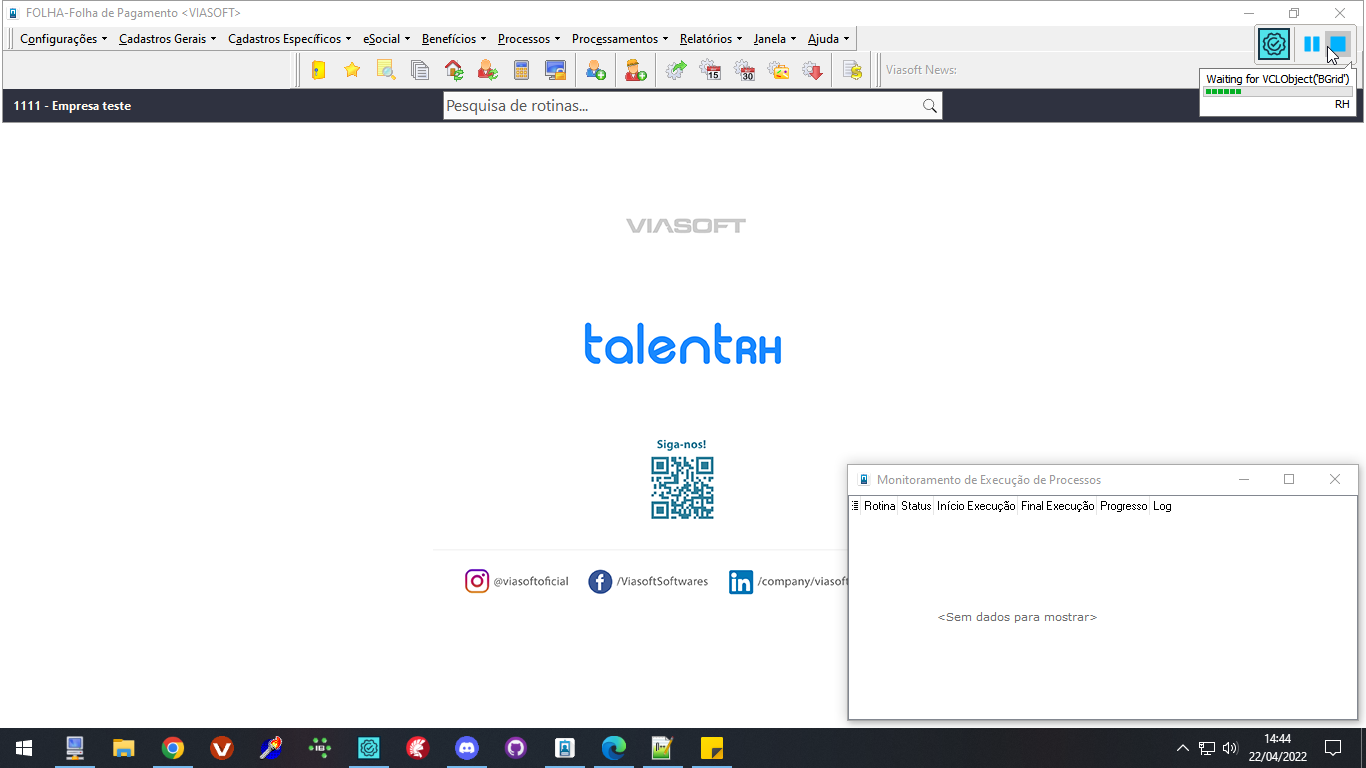 FOLHA-Folha de Pagamento <VIASOFT>
Configurações Cadastros Gerais Cadastros Específicos eSocial Benefícios Processos Processamentos Relatórios Janela Ajuda
15 30 Viasoft News:
Waiting for VCLObject('BGrid')
RH
1111 - Empresa teste
Pesquisa de rotinas...
VIASOFT
talentRH
Siga-nos!
Monitoramento de Execução de Processos
Rotina Status Início Execução Final Execução Progresso Log
@viasoftoficial /ViasoftSoftwares /company/viasoft
<Sem dados para mostrar>
14:44
22/04/2022